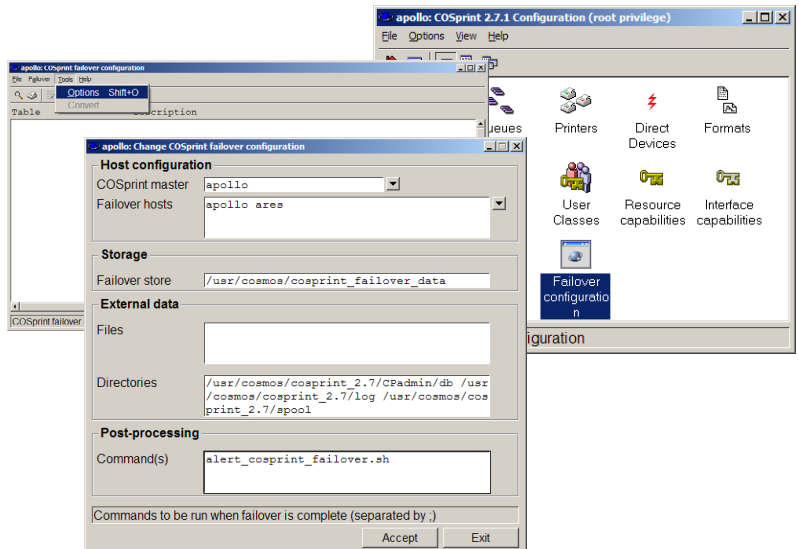 apollo: COSprint 2.7.1 Configuration (root privilege)
File Options View Help
Printers
Direct
Devices
Formats
User
Classes
Resource
capabilities
Interface
capabilities
Failover
configuratio
n
apollo: COSprint failover configuration
File Failover Tools Help
Options Shift+O
Convert
Table
COSprint failover
apollo: Change COSprint failover configuration
Host configuration
COSprint master apollo
Failover hosts apollo ares
Storage
Failover store /usr/cosmos/cosprint_failover_data
External data
Files
Directories /usr/cosmos/cosprint_2.7/CPadmin/db /usr
/cosmos/cosprint_2.7/log /usr/cosmos/cos
print_2.7/spool
Post-processing
Command(s) alert_cosprint_failover.sh
Commands to be run when failover is complete (separated by ;)
Accept Exit